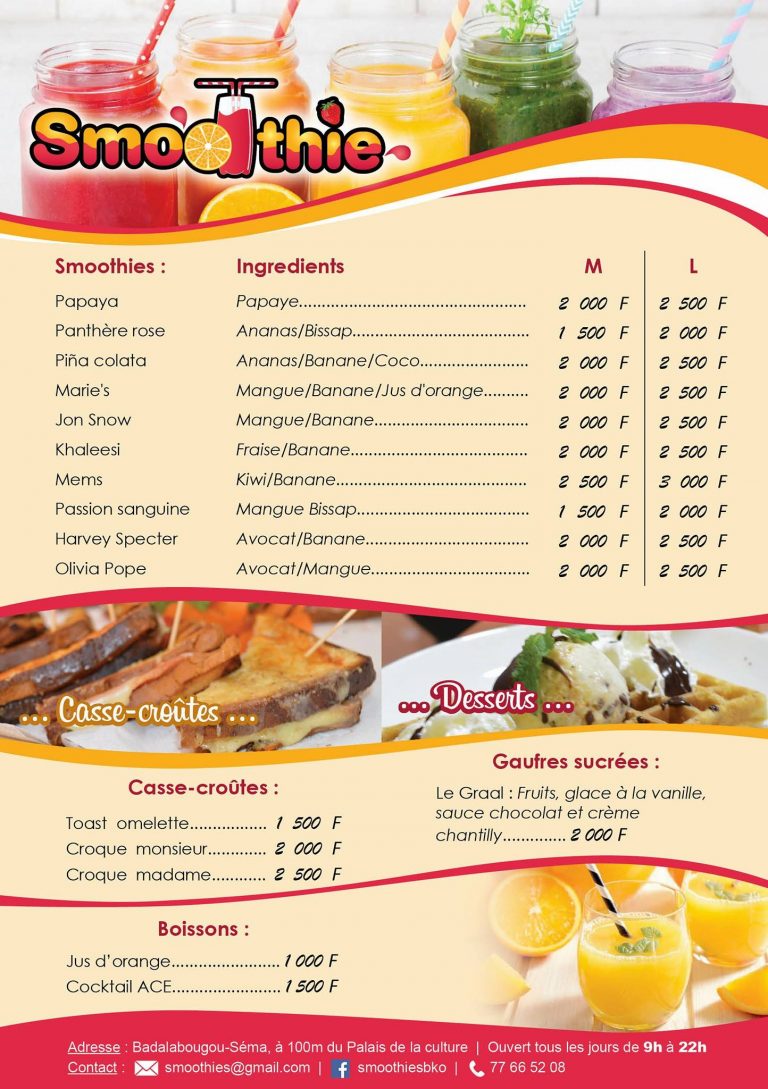 Smoothie
Smoothies : Ingredients M L
Papaya Papaye................................................ 2 000 F 2 500 F
Panthère rose Ananas/Bissap...................................... 1 500 F 2 000 F
Piña colata Ananas/Banane/Coco....................... 2 000 F 2 500 F
Marie's Mangue/Banane/Jus d'orange.......... 2 000 F 2 500 F
Jon Snow Mangue/Banane................................. 2 000 F 2 500 F
Khaleesi Fraise/Banane...................................... 2 000 F 2 500 F
Mems Kiwi/Banane......................................... 2 500 F 3 000 F
Passion sanguine Mangue Bissap..................................... 1 500 F 2 000 F
Harvey Specter Avocat/Banane................................... 2 000 F 2 500 F
Olivia Pope Avocat/Mangue.................................. 2 000 F 2 500 F
... Casse-croûtes ...
... Desserts ...
Casse-croûtes :
Toast omelette................. 1 500 F
Croque monsieur............. 2 000 F
Croque madame............ 2 500 F
Gaufres sucrées :
Le Graal : Fruits, glace à la vanille,
sauce chocolat et crème
chantilly.............. 2 000 F
Boissons :
Jus d’orange........................ 1 000 F
Cocktail ACE........................ 1 500 F
Adresse : Badalabougou-Séma, à 100m du Palais de la culture | Ouvert tous les jours de 9h à 22h
Contact : smoothies@gmail.com | smoothiesbko | 77 66 52 08